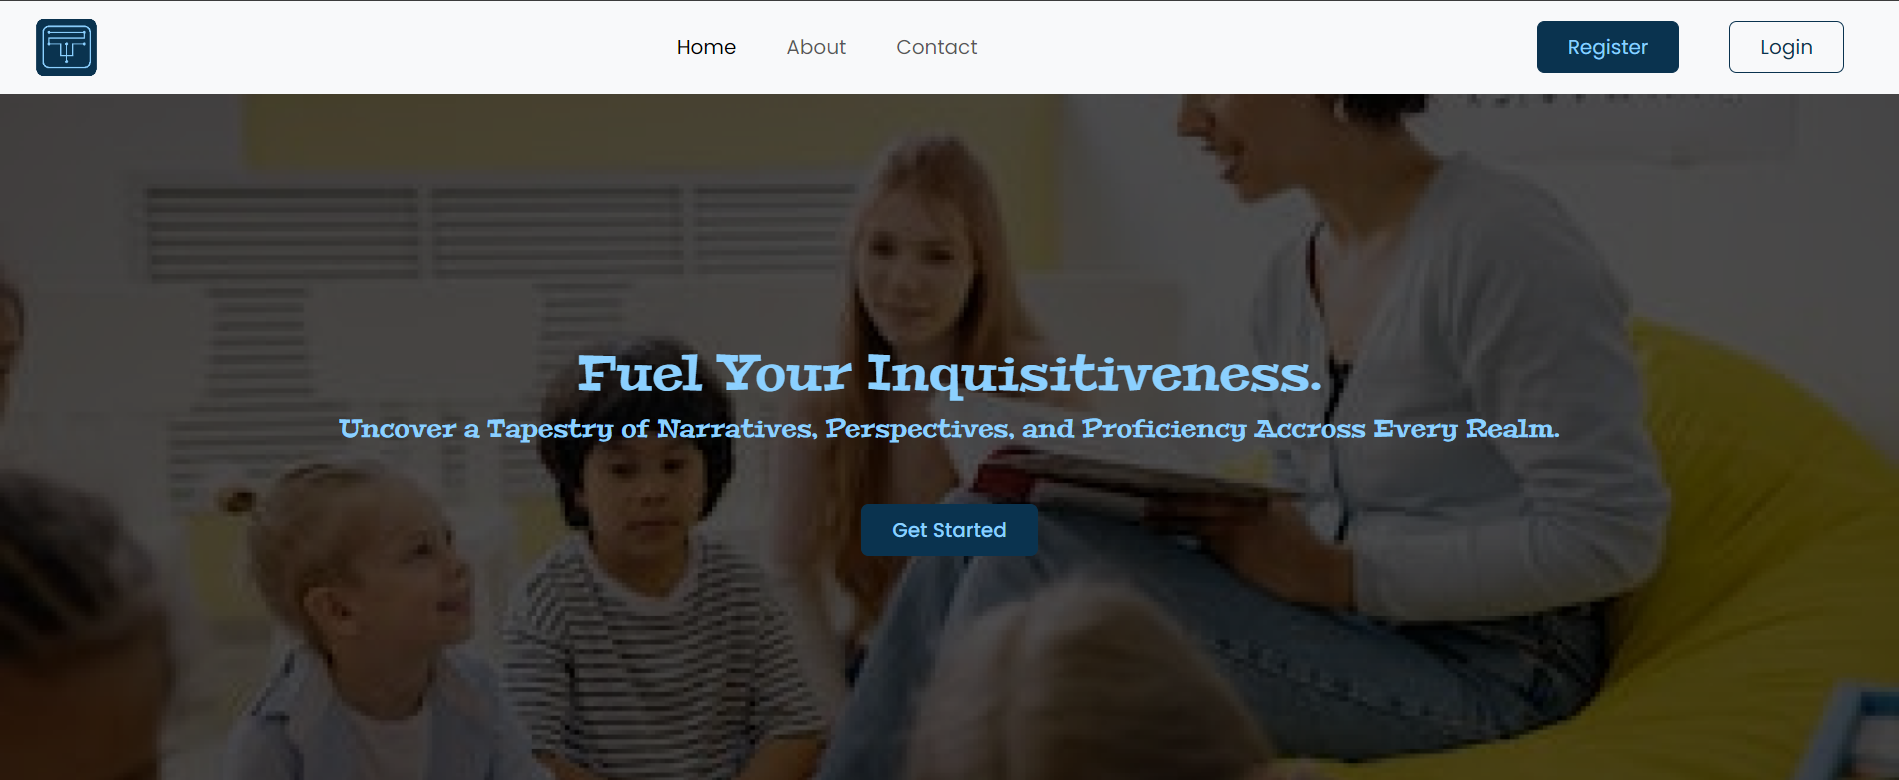 Home
About
Contact
Register
Login
Fuel Your Inquisitiveness.
Uncover a Tapestry of Narratives, Perspectives, and Proficiency Accross Every Realm.
Get Started